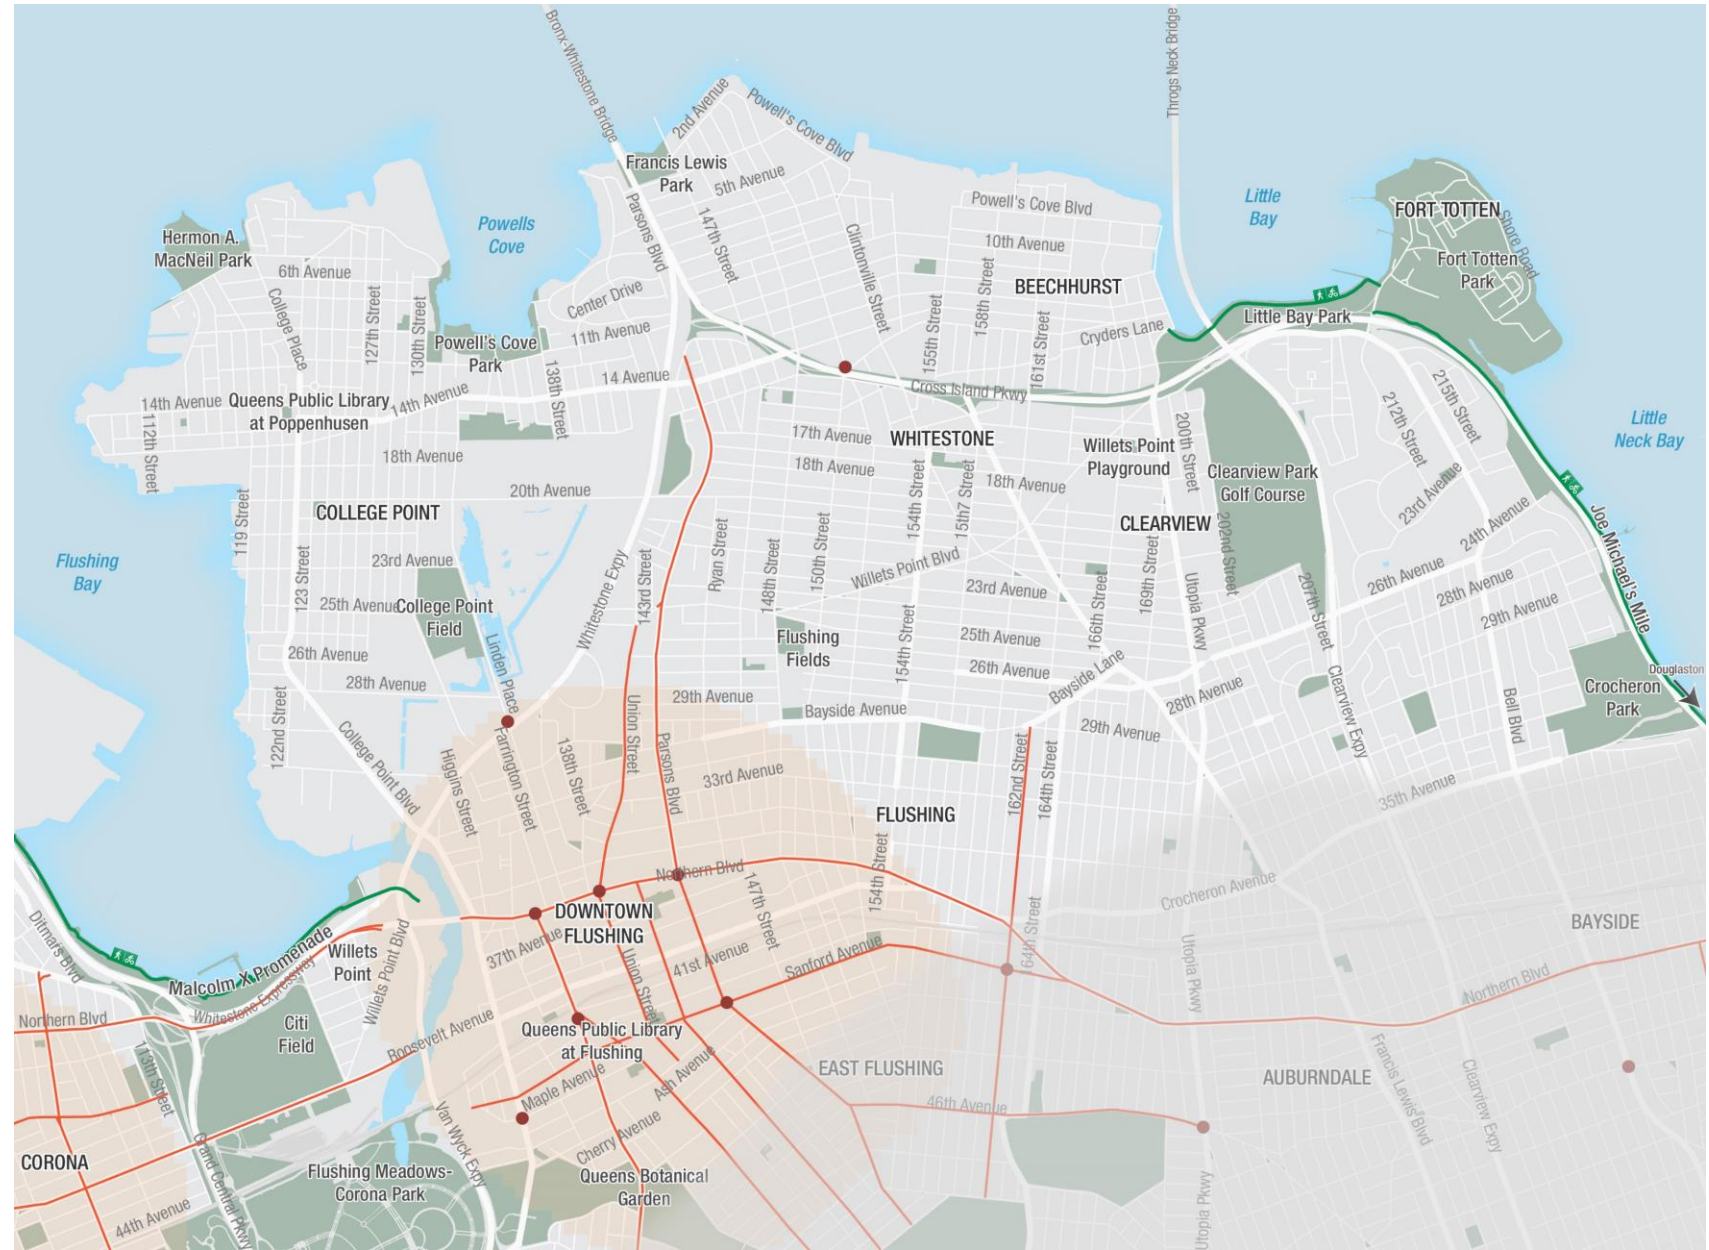 Bronx-Whitestone Bridge
Throgs Neck Bridge
2nd Avenue
Powell's Cove Blvd
Francis Lewis
Park
5th Avenue
Parsons Blvd
147th Street
Powell's Cove Blvd
Little
Bay
FORT TOTTEN
Shore Road
Fort Totten
Park
Hermon A.
MacNeil Park
Powells
Cove
10th Avenue
Clintonville Street
6th Avenue
College Place
127th Street
130th Street
Center Drive
BEECHHURST
155th Street
158th Street
161st Street
Cryders Lane
Little Bay Park
11th Avenue
Powell's Cove
Park
138th Street
14 Avenue
Cross Island Pkwy
14th Avenue
Queens Public Library
at Poppenhusen
14th Avenue
112th Street
215th Street
212th Street
Little
Neck Bay
17th Avenue
WHITESTONE
Willets Point
Playground
200th Street
18th Avenue
18th Avenue
18th Avenue
Clearview Park
Golf Course
20th Avenue
COLLEGE POINT
154th Street
15th7 Street
CLEARVIEW
202nd Street
23rd Avenue
24th Avenue
Joe Michael's Mile
119 Street
Flushing
Bay
23rd Avenue
Whitestone Expy
143rd Street
Ryan Street
148th Street
150th Street
Willets Point Blvd
23rd Avenue
166th Street
169th Street
Utopia Pkwy
207th Street
26th Avenue
28th Avenue
29th Avenue
123 Street
25th Avenue
College Point
Field
Linden Place
Flushing
Fields
154th Street
25th Avenue
26th Avenue
Bayside Lane
26th Avenue
28th Avenue
122nd Street
28th Avenue
29th Avenue
Clearview Expy
Bell Blvd
Douglaston
Crocheron
Park
Union Street
29th Avenue
Bayside Avenue
College Point Blvd
Higgins Street
Farrington Street
138th Street
Parsons Blvd
33rd Avenue
162nd Street
164th Street
35th Avenue
FLUSHING
Northern Blvd
147th Street
154th Street
Crocheron Avenue
BAYSIDE
DOWNTOWN
FLUSHING
37th Avenue
Union Street
41st Avenue
Sanford Avenue
64th Street
Utopia Pkwy
Northern Blvd
Ditmars Blvd
Malcolm X Promenade
Whitestone Expressway
Willets
Point
Willets Point Blvd
Northern Blvd
Citi
Field
Roosevelt Avenue
Queens Public Library
at Flushing
113th Street
Maple Avenue
Ash Avenue
EAST FLUSHING
AUBURNDALE
Francis Lewis Blvd
Clearview Expy
46th Avenue
Van Wyck Expy
Cherry Avenue
CORONA
Grand Central Pkwy
Flushing Meadows-
Corona Park
Queens Botanical
Garden
Utopia Pkwy
44th Avenue